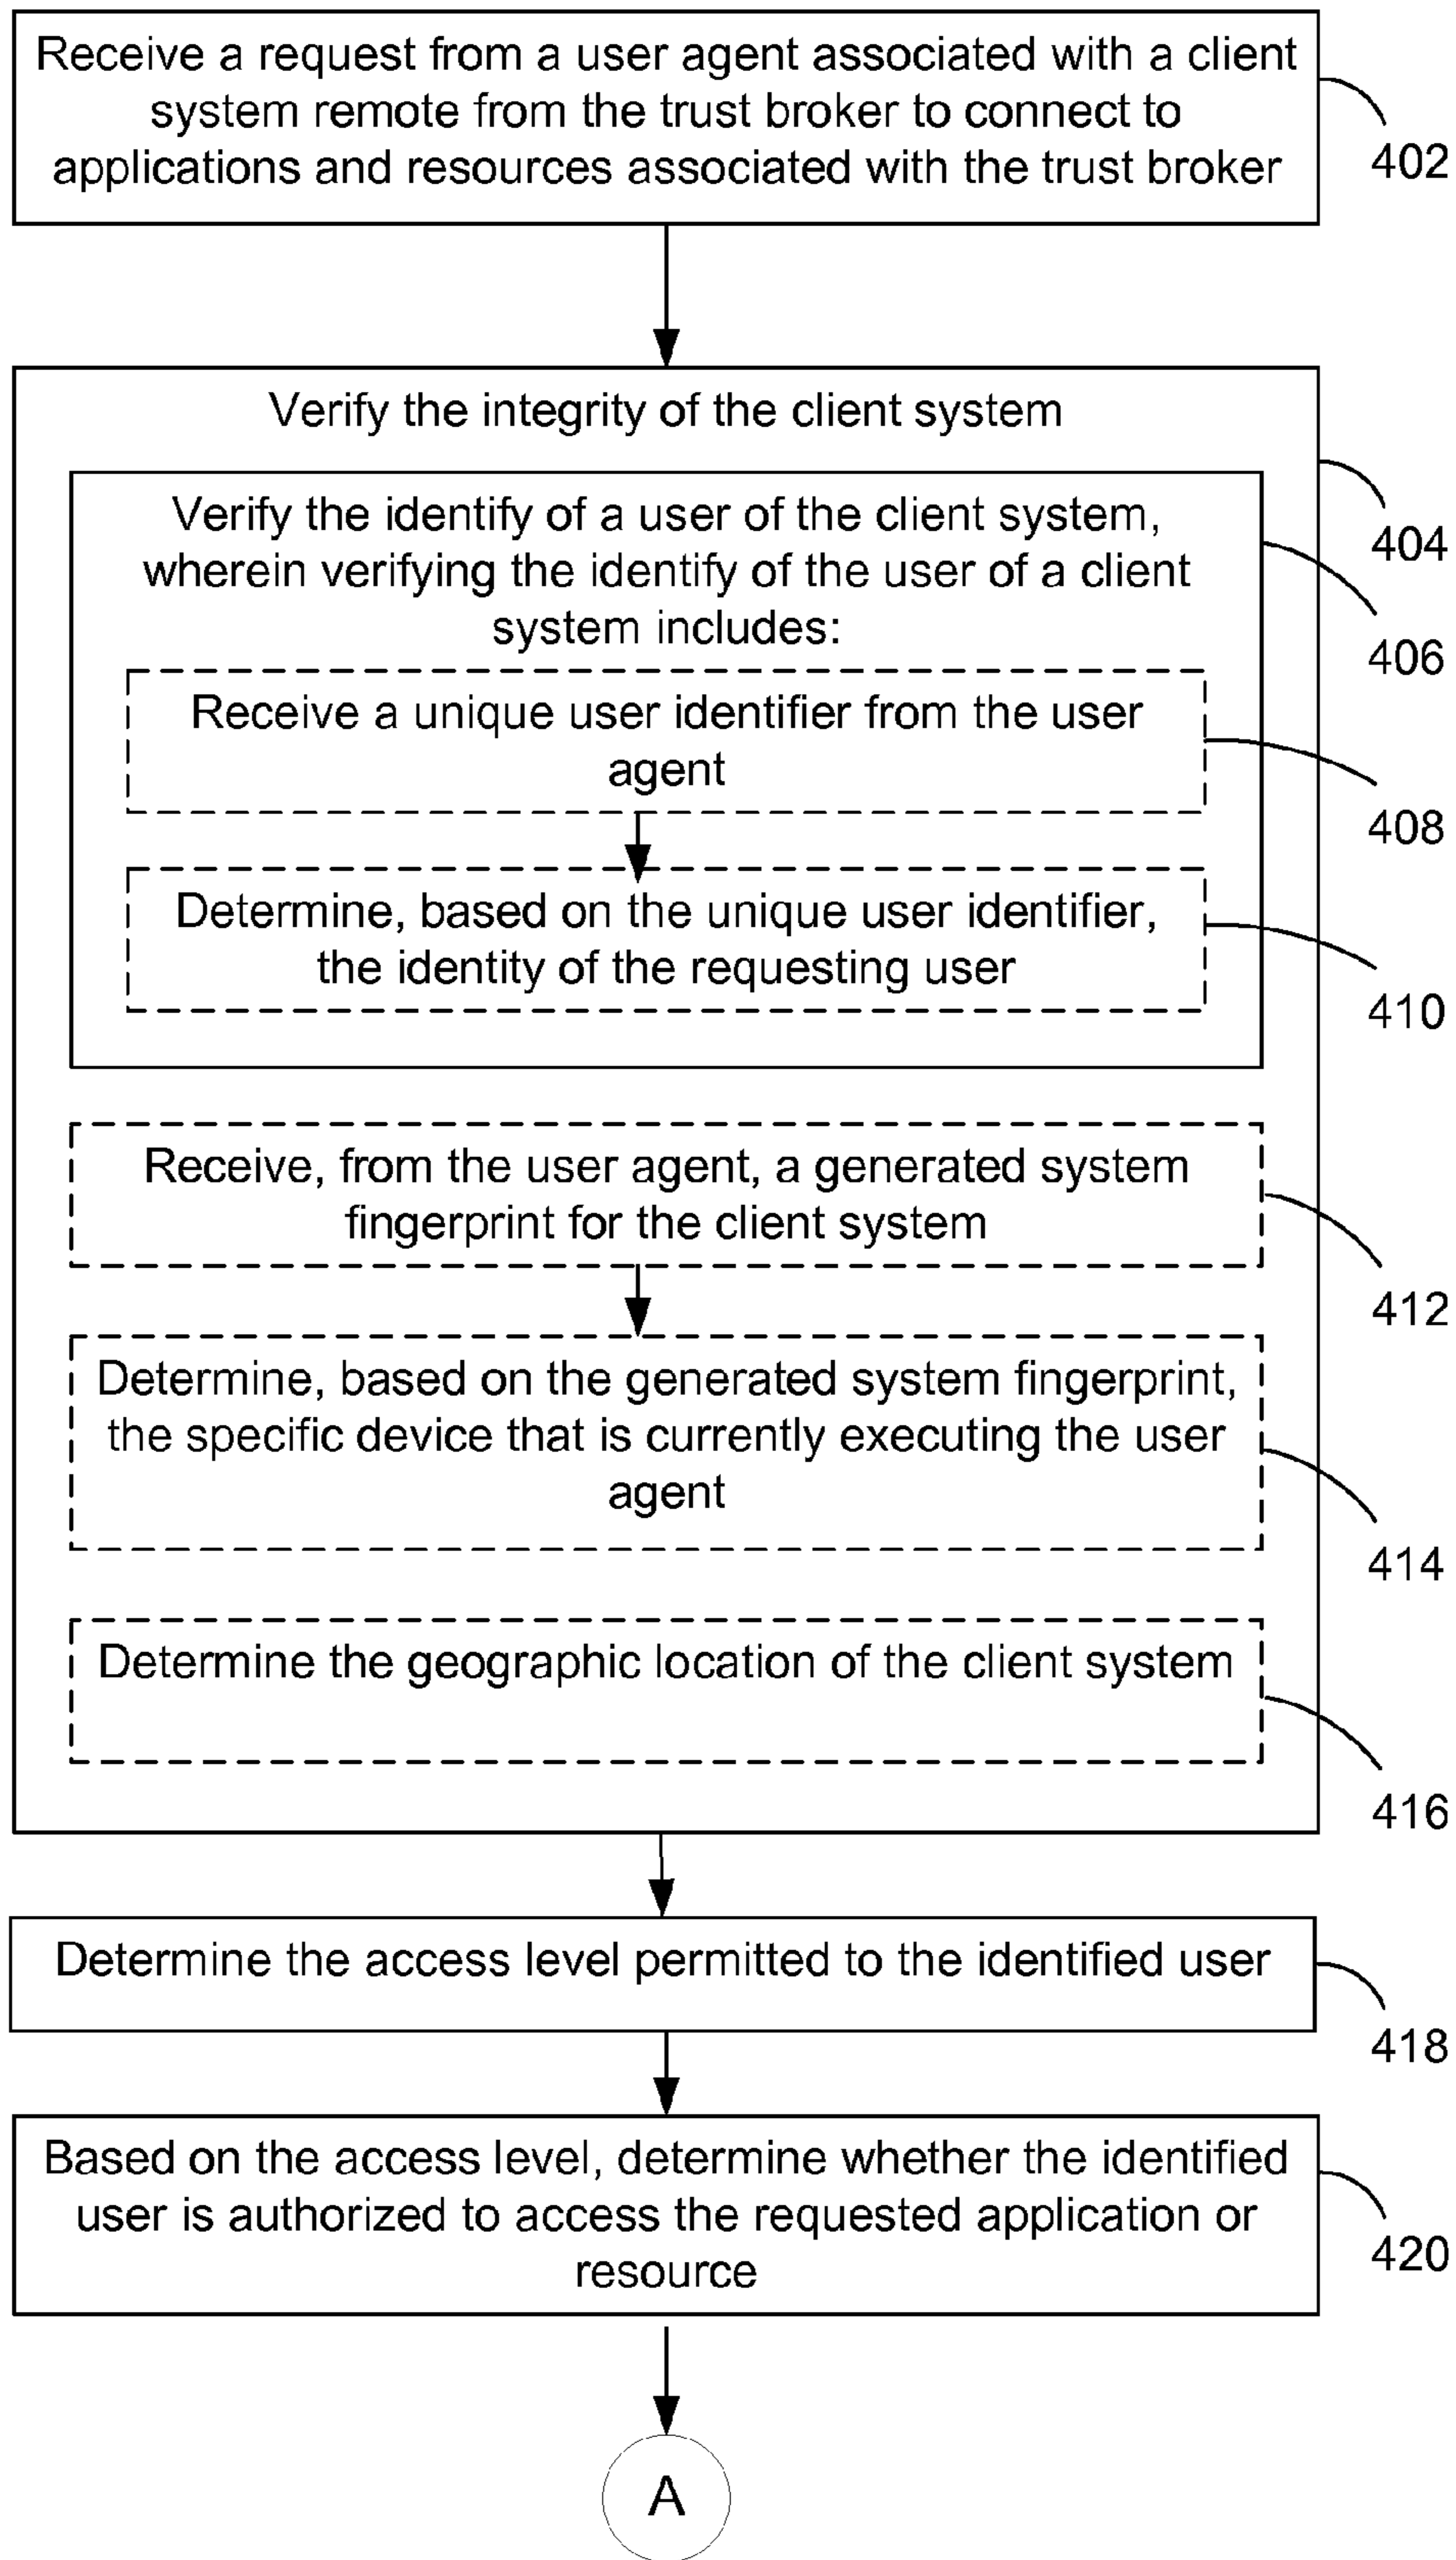 Receive a request from a user agent associated with a client
system remote from the trust broker to connect to
applications and resources associated with the trust broker
402
Verify the integrity of the client system
404
Verify the identify of a user of the client system,
wherein verifying the identify of the user of a client
system includes:
406
Receive a unique user identifier from the user
agent
408
Determine, based on the unique user identifier,
the identity of the requesting user
410
Receive, from the user agent, a generated system
fingerprint for the client system
412
Determine, based on the generated system fingerprint,
the specific device that is currently executing the user
agent
414
Determine the geographic location of the client system
416
Determine the access level permitted to the identified user
418
Based on the access level, determine whether the identified
user is authorized to access the requested application or
resource
420
A